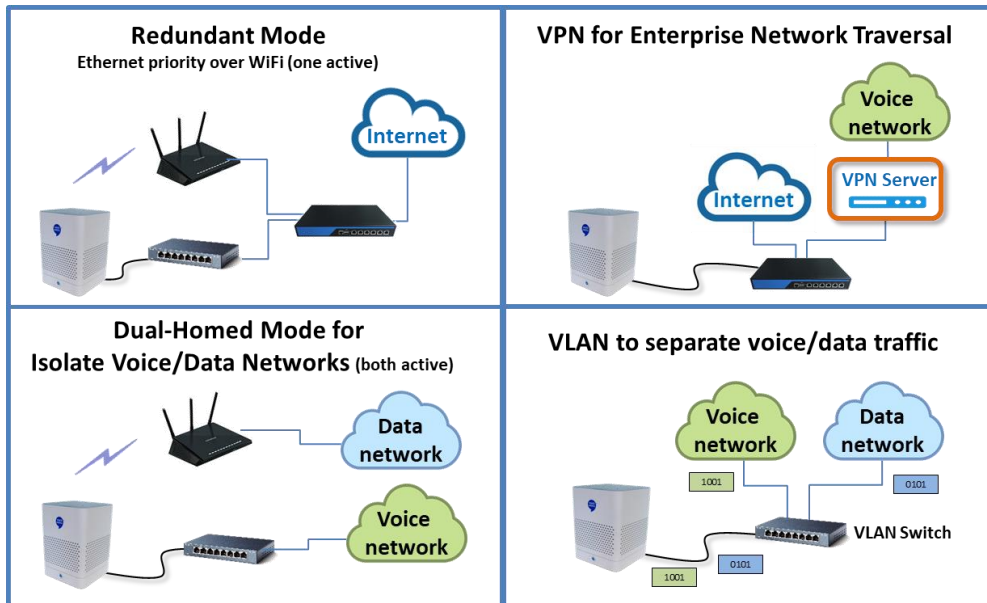 Redundant Mode
Ethernet priority over WiFi (one active)
Internet
VPN for Enterprise Network Traversal
Voice
network
VPN Server
Internet
Dual-Homed Mode for
Isolate Voice/Data Networks (both active)
Data
network
Voice
network
VLAN to separate voice/data traffic
Voice
network
Data
network
1001
0101
VLAN Switch
0101
1001